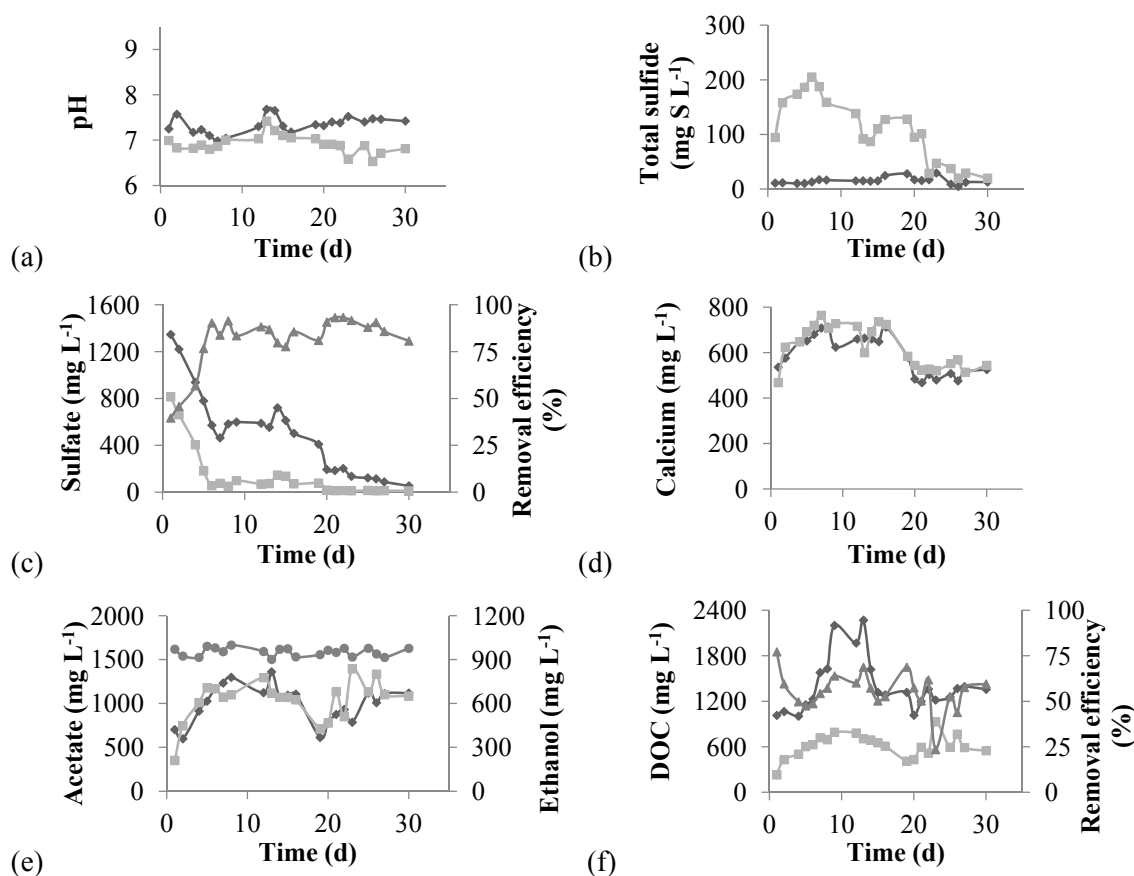 9
8
7
6
pH
0 10 20 30
Time (d)
(a)
300
200
100
0
Total sulfide
(mg S L⁻¹)
0 10 20 30
Time (d)
(b)
1600
1200
800
400
0
Sulfate (mg L⁻¹)
100
75
50
25
0
Removal efficiency
(%)
0 10 20 30
Time (d)
(c)
800
600
400
200
0
Calcium (mg L⁻¹)
0 10 20 30
Time (d)
(d)
2000
1500
1000
500
0
Acetate (mg L⁻¹)
1200
900
600
300
0
Ethanol (mg L⁻¹)
0 10 20 30
Time (d)
(e)
2400
1800
1200
600
0
DOC (mg L⁻¹)
100
75
50
25
0
Removal efficiency
(%)
0 10 20 30
Time (d)
(f)